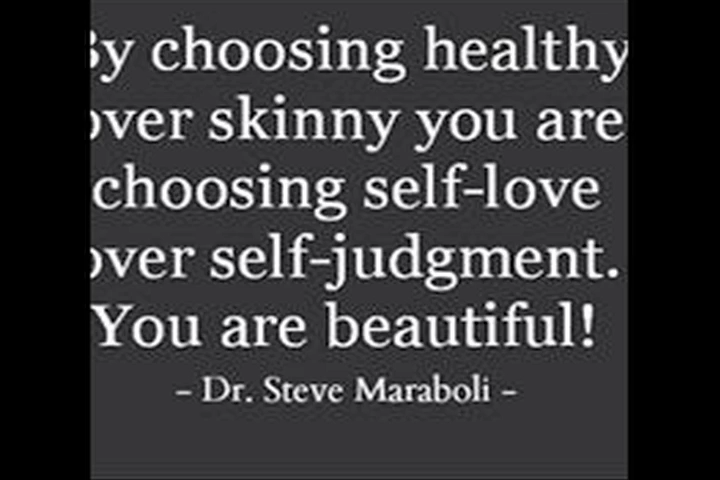 By choosing healthy
over skinny you are
choosing self-love
over self-judgment.
You are beautiful!
– Dr. Steve Maraboli –